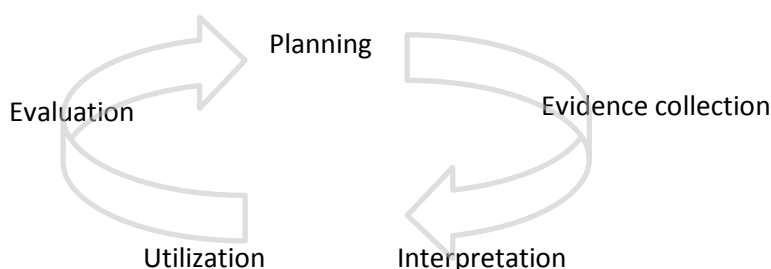 Planning
Evaluation
Evidence collection
Utilization
Interpretation